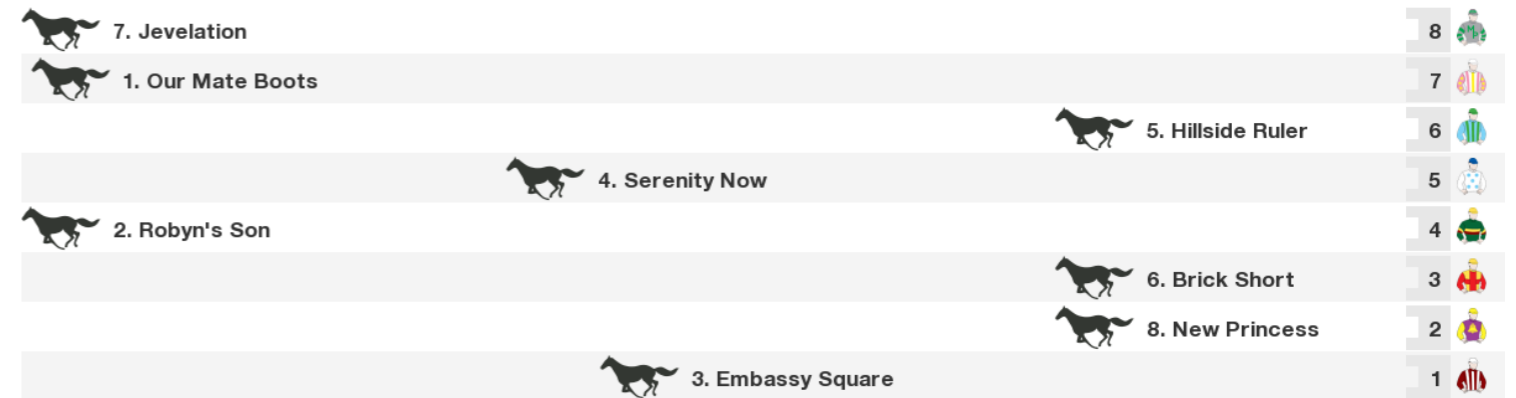 7. Jevelation 8
1. Our Mate Boots 7
5. Hillside Ruler 6
4. Serenity Now 5
2. Robyn's Son 4
6. Brick Short 3
8. New Princess 2
3. Embassy Square 1